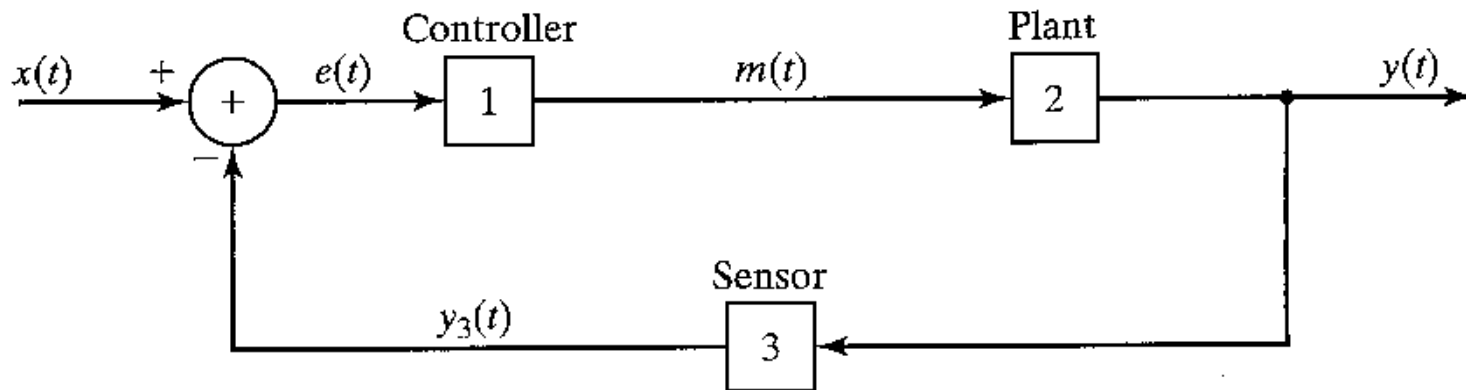 Controller
Plant
x(t)
+
+
e(t)
1
m(t)
2
y(t)
−
Sensor
y₃(t)
3